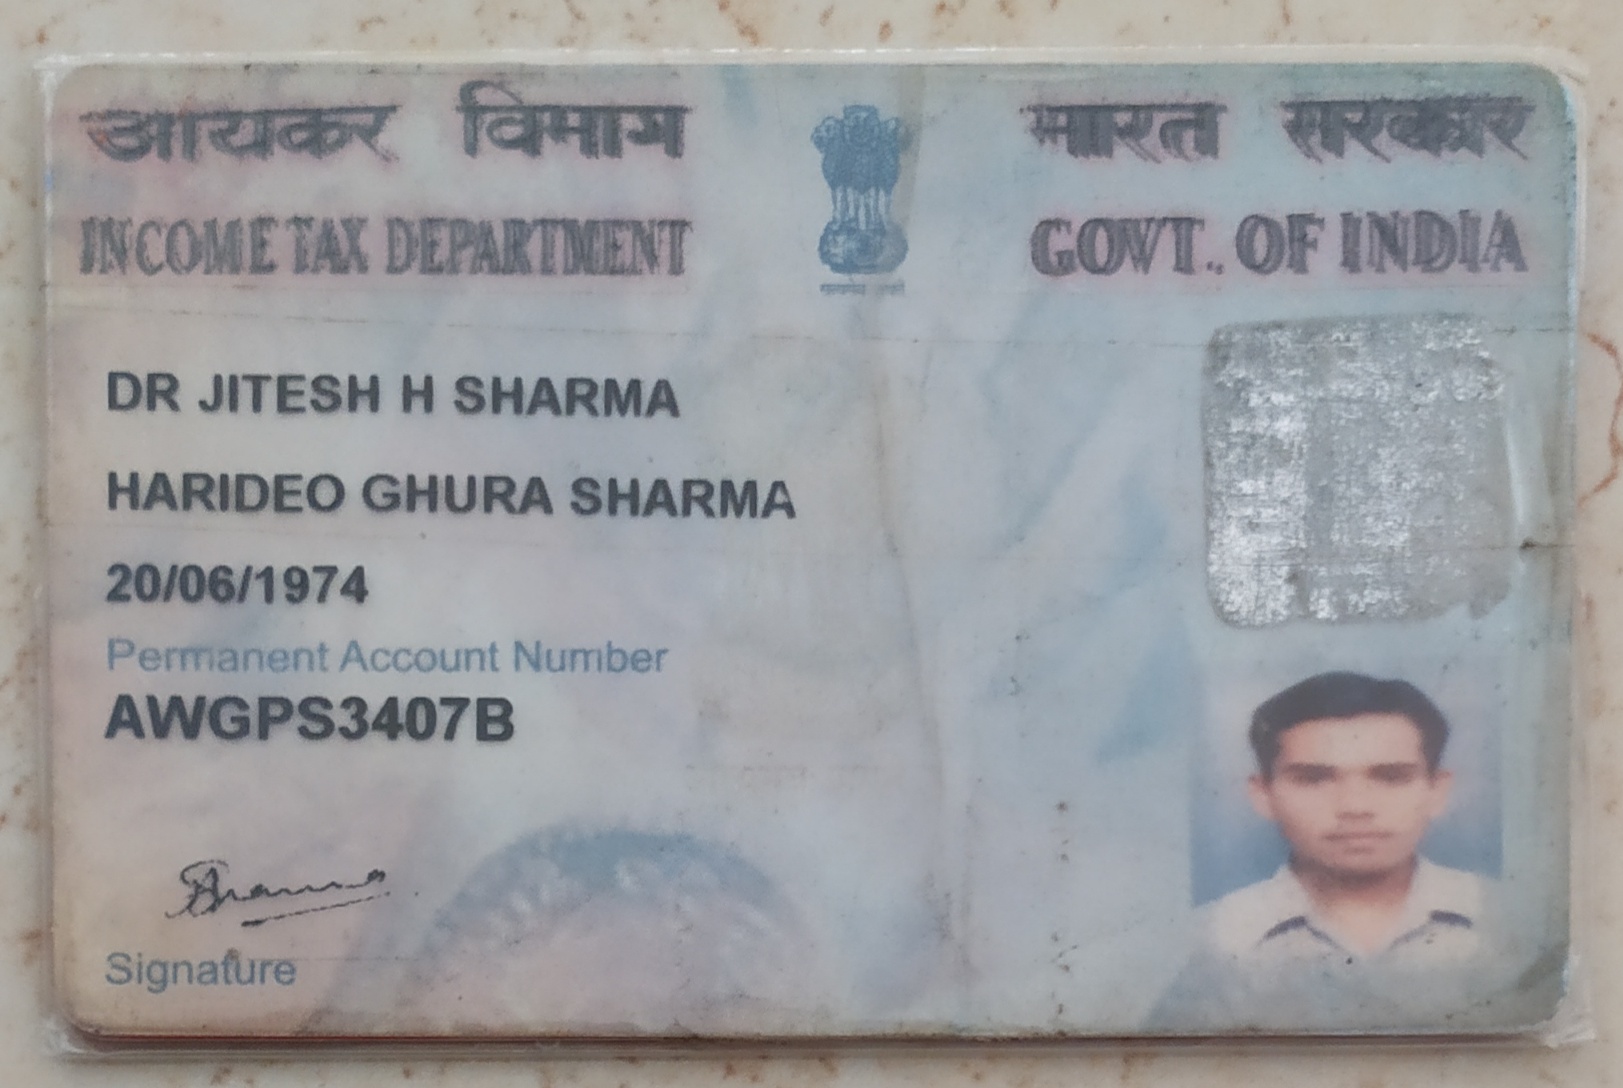 आयकर विभाग
भारत सरकार
INCOME TAX DEPARTMENT
GOVT. OF INDIA
DR JITESH H SHARMA
HARIDEO GHURA SHARMA
20/06/1974
Permanent Account Number
AWGPS3407B
Sharma
Signature